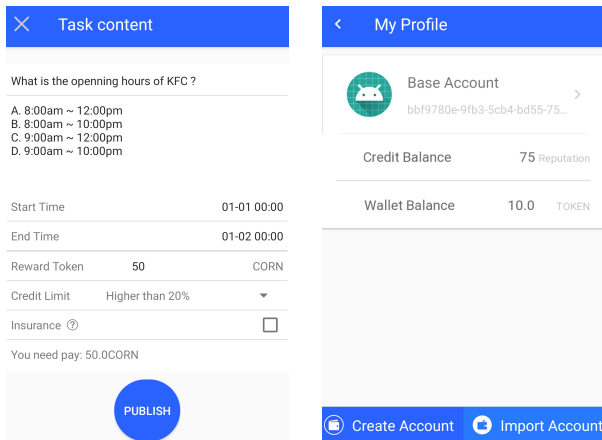 Task content
What is the openning hours of KFC ?
A. 8:00am ~ 12:00pm
B. 8:00am ~ 10:00pm
C. 9:00am ~ 12:00pm
D. 9:00am ~ 10:00pm
Start Time 01-01 00:00
End Time 01-02 00:00
Reward Token 50 CORN
Credit Limit Higher than 20%
Insurance ?
You need pay: 50.0CORN
PUBLISH
My Profile
Base Account
bbf9780e-9fb3-5cb4-bd55-75...
Credit Balance 75 Reputation
Wallet Balance 10.0 TOKEN
Create Account Import Account